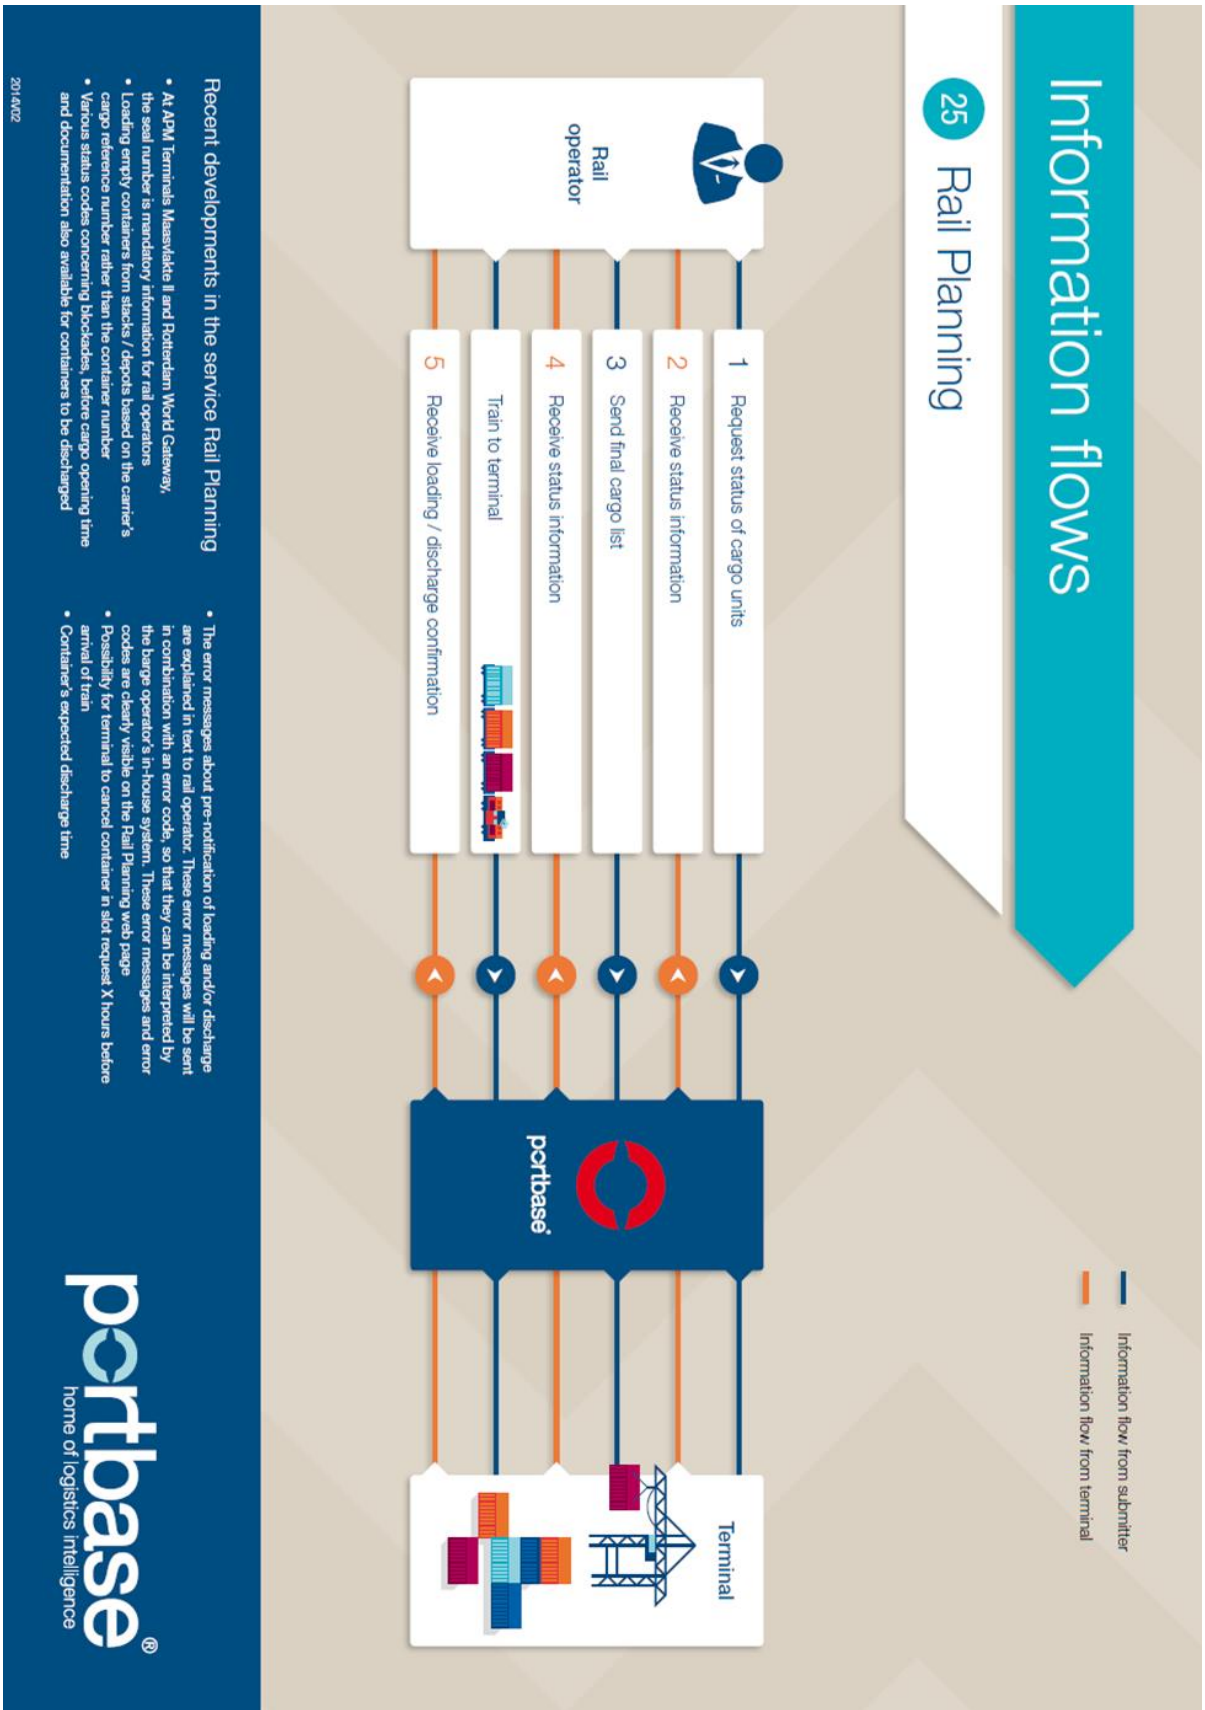 Information flows
25 Rail Planning
Information flow from submitter
Information flow from terminal
Rail
operator
1 Request status of cargo units
2 Receive status information
3 Send final cargo list
4 Receive status information
Train to terminal
5 Receive loading / discharge confirmation
portbase®
Terminal
Recent developments in the service Rail Planning
• At APM Terminals Maasvlakte II and Rotterdam World Gateway,
the seal number is mandatory information for rail operators
• Loading empty containers from stacks / depots based on the carrier's
cargo reference number rather than the container number
• Various status codes concerning blockades, before cargo opening time
and documentation also available for containers to be discharged
• The error messages about pre-notification of loading and/or discharge
are explained in text to rail operator. These error messages will be sent
in combination with an error code, so that they can be interpreted by
the barge operator's in-house system. These error messages and error
codes are clearly visible on the Rail Planning web page
• Possibility for terminal to cancel container in slot request X hours before
arrival of train
• Container's expected discharge time
2014V02
portbase®
home of logistics intelligence